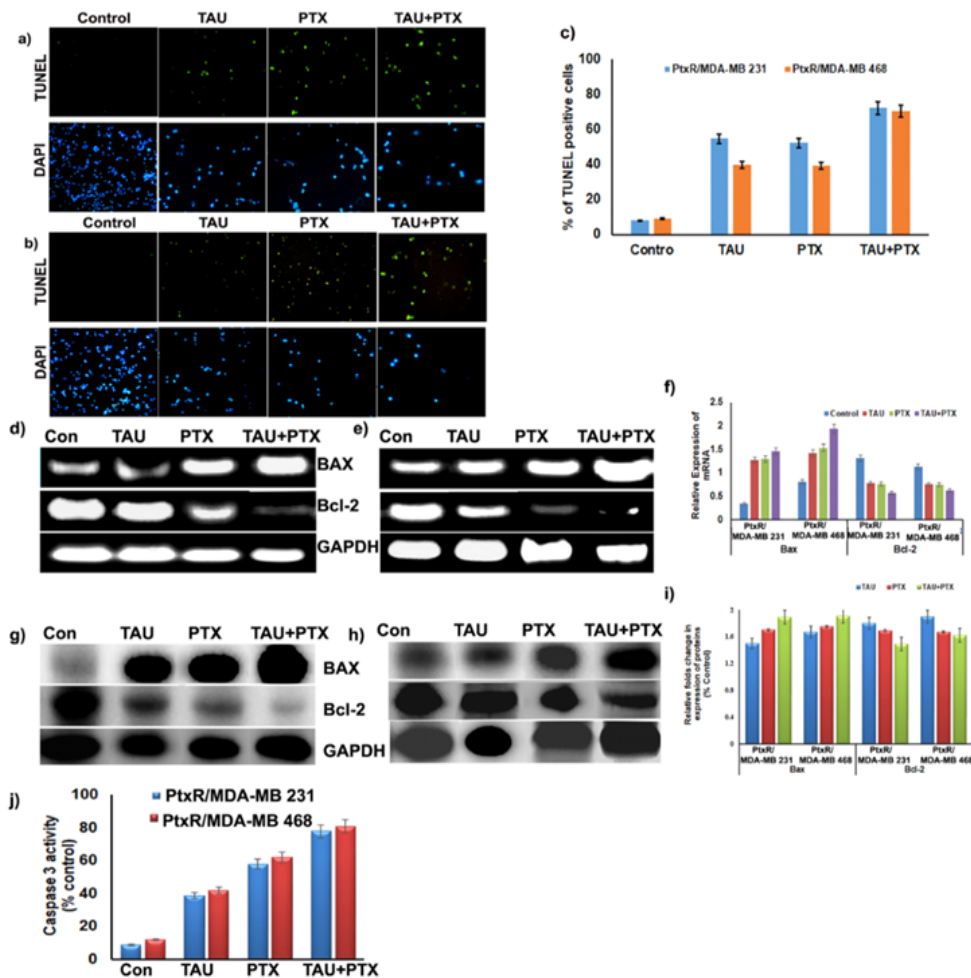 Control TAU PTX TAU+PTX
a)
TUNEL
DAPI
Control TAU PTX TAU+PTX
b)
TUNEL
DAPI
c)
PtxR/MDA-MB 231 PtxR/MDA-MB 468
% of TUNEL positive cells
100
80
60
40
20
0
Contro TAU PTX TAU+PTX
d) Con TAU PTX TAU+PTX
e) Con TAU PTX TAU+PTX
BAX
Bcl-2
GAPDH
f)
Control TAU PTX TAU+PTX
Relative Expression of
mRNA
2.5
2
1.5
1
0.5
0
PtxR/ PtxR/ PtxR/ PtxR/
MDA-MB 231 MDA-MB 468 MDA-MB 231 MDA-MB 468
Bax Bcl-2
g) Con TAU PTX TAU+PTX
h) Con TAU PTX TAU+PTX
BAX
Bcl-2
GAPDH
i)
TAU PTX TAU+PTX
Relative folds change in
expression of proteins
(% Control)
1.6
1.2
0
PtxR/ PtxR/ PtxR/ PtxR/
MDA-MB 231 MDA-MB 468 MDA-MB 231 MDA-MB 468
Bax Bcl-2
j)
PtxR/MDA-MB 231
PtxR/MDA-MB 468
Caspase 3 activity
(% control)
100
80
60
40
20
0
Con TAU PTX TAU+PTX